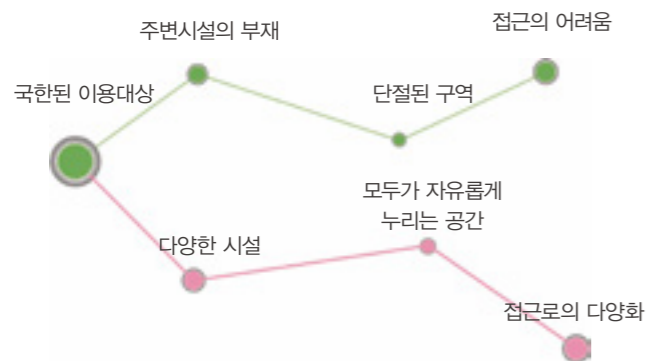 주변시설의 부재
접근의 어려움
국한된 이용대상
단절된 구역
모두가 자유롭게
누리는 공간
다양한 시설
접근로의 다양화